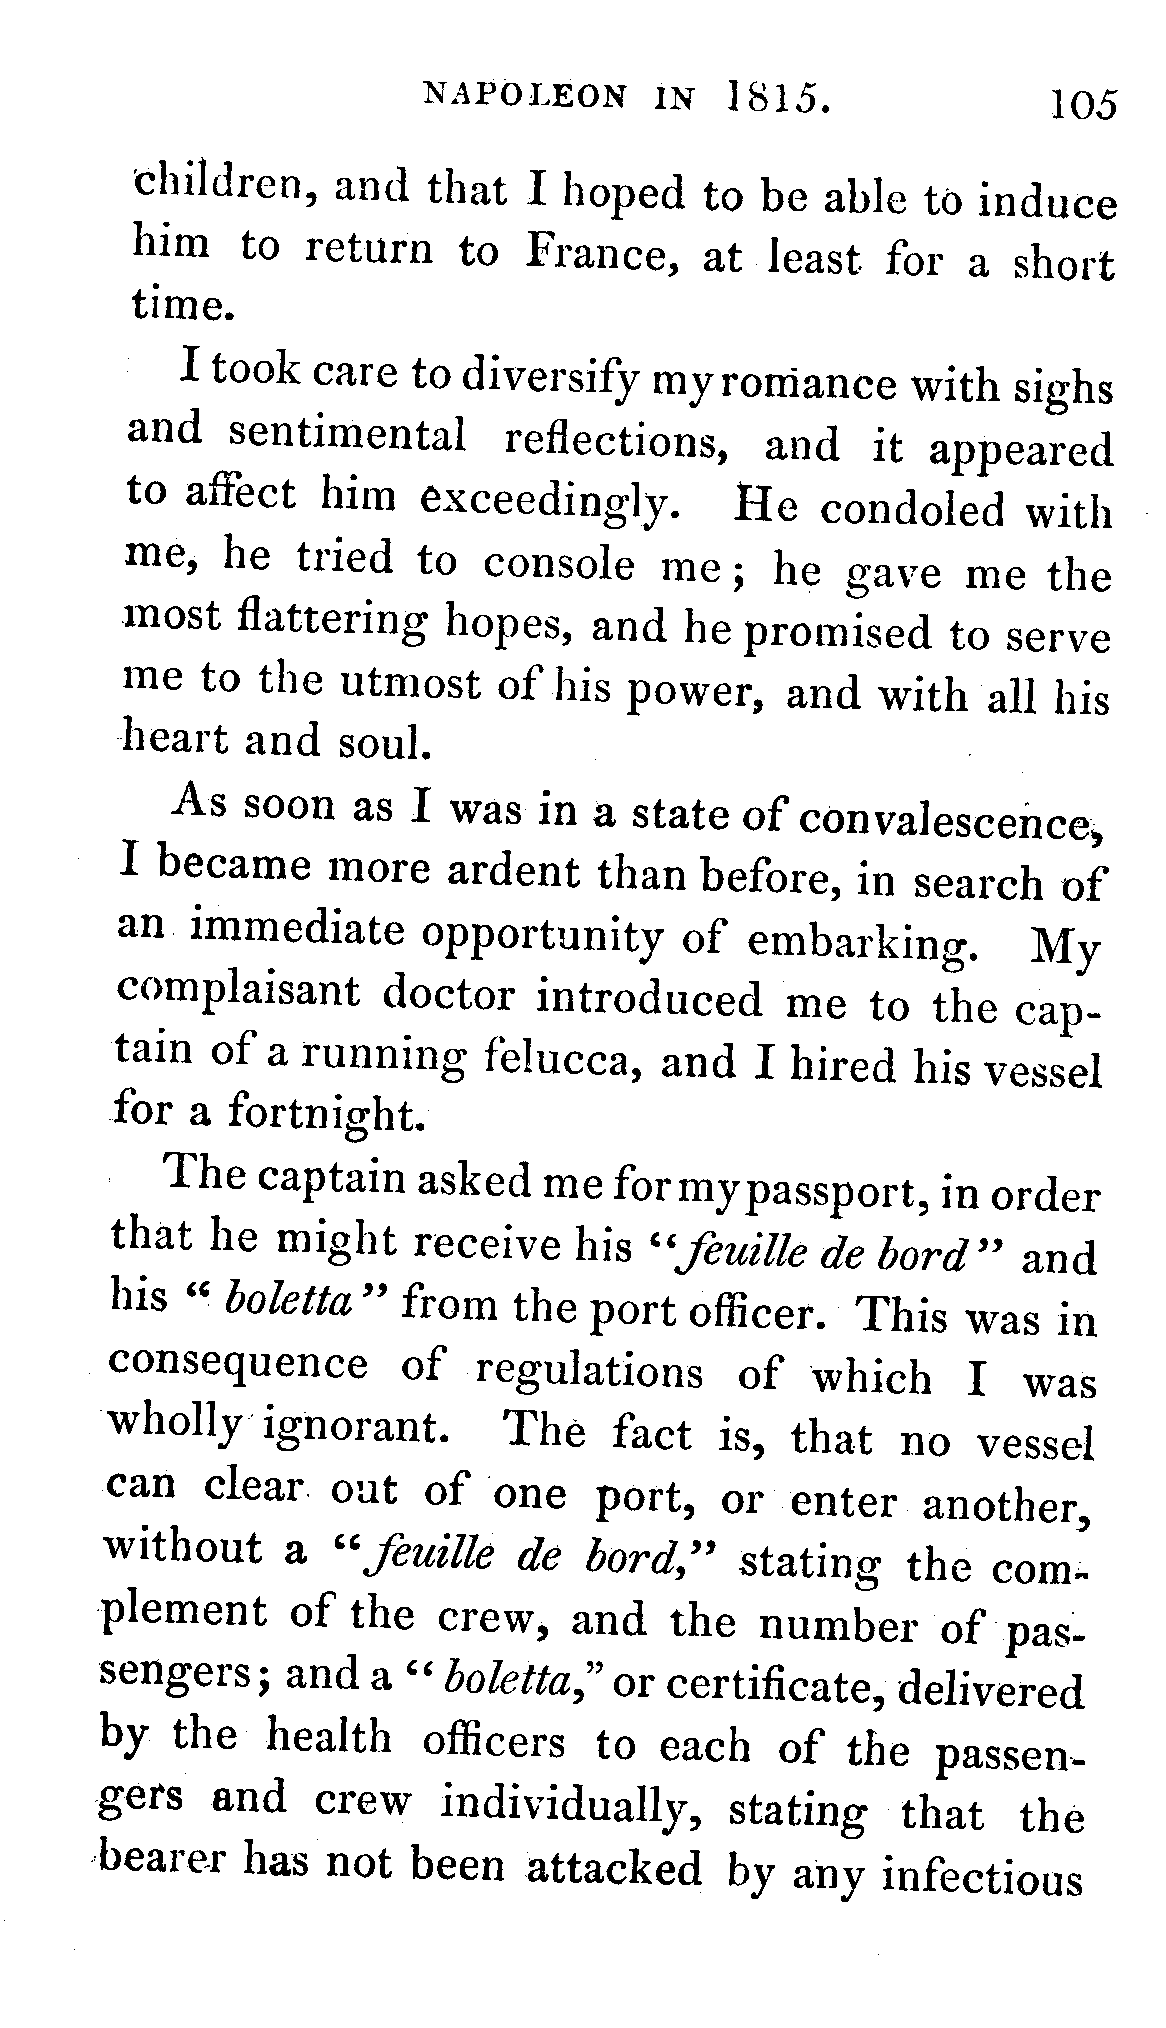 NAPOLEON IN 1815. 105
children, and that I hoped to be able to induce
him to return to France, at least for a short
time.
I took care to diversify my romance with sighs
and sentimental reflections, and it appeared
to affect him exceedingly. He condoled with
me, he tried to console me; he gave me the
most flattering hopes, and he promised to serve
me to the utmost of his power, and with all his
heart and soul.
As soon as I was in a state of convalescence,
I became more ardent than before, in search of
an immediate opportunity of embarking. My
complaisant doctor introduced me to the cap-
tain of a running felucca, and I hired his vessel
for a fortnight.
The captain asked me for my passport, in order
that he might receive his "feuille de bord" and
his "boletta" from the port officer. This was in
consequence of regulations of which I was
wholly ignorant. The fact is, that no vessel
can clear out of one port, or enter another,
without a "feuille de bord," stating the com-
plement of the crew, and the number of pas-
sengers; and a "boletta," or certificate, delivered
by the health officers to each of the passen-
gers and crew individually, stating that the
bearer has not been attacked by any infectious